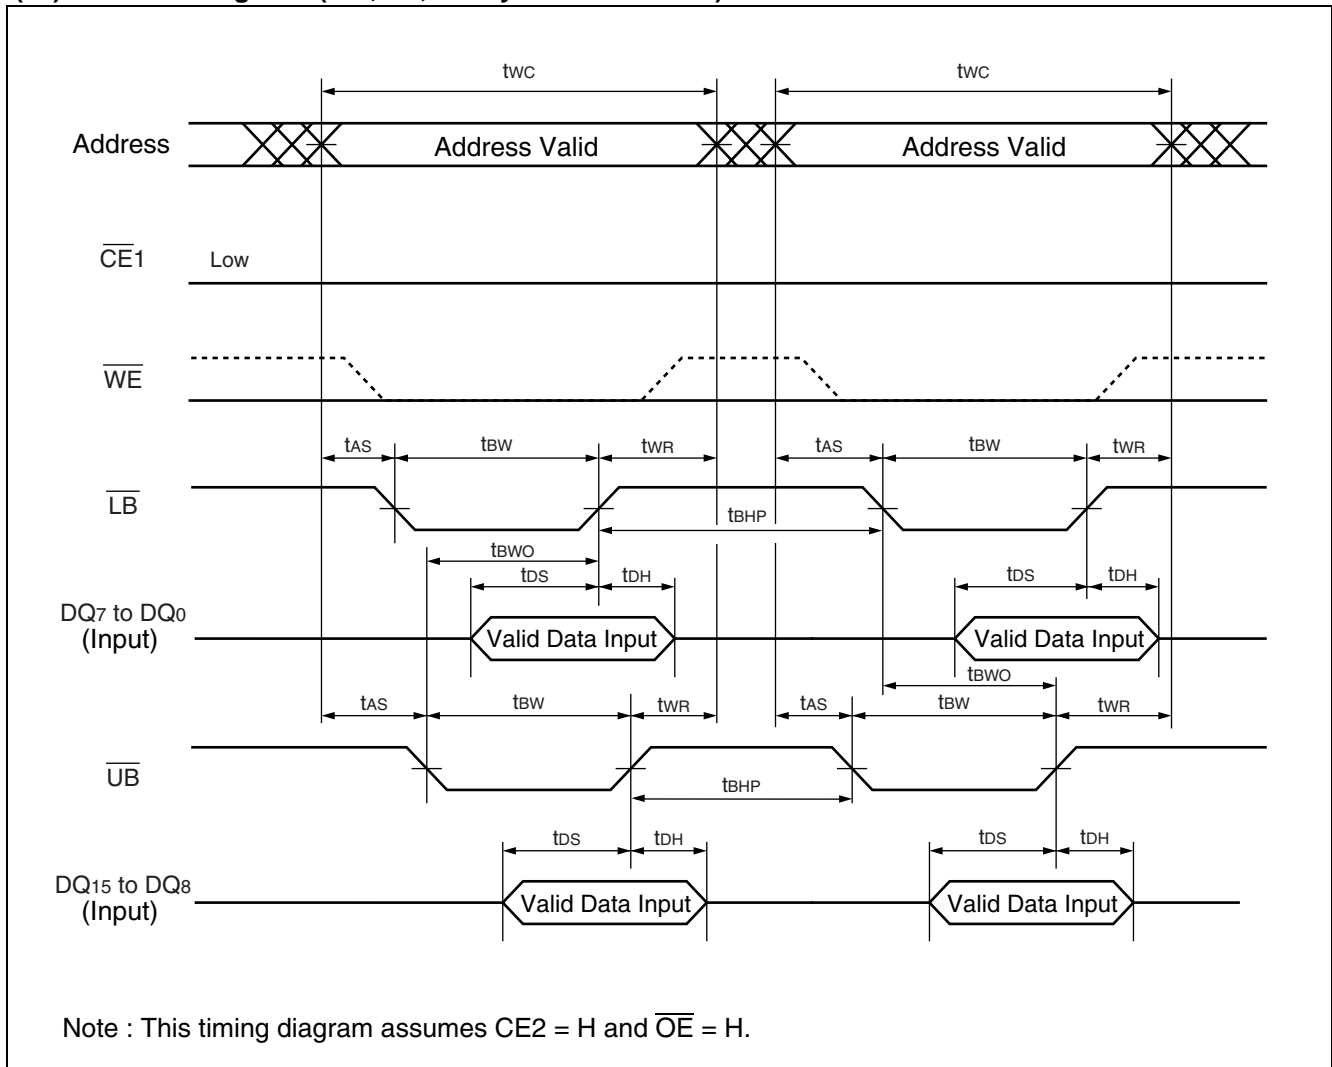 tWC tWC
Address Address Valid Address Valid
CE1 Low
WE
tAS tBW tWR tAS tBW tWR
LB
tBHP
tBWO
tDS tDH tDS tDH
DQ7 to DQ0
(Input) Valid Data Input Valid Data Input
tBWO
tAS tBW tWR tAS tBW tWR
UB
tBHP
tDS tDH tDS tDH
DQ15 to DQ8
(Input) Valid Data Input Valid Data Input
Note : This timing diagram assumes CE2 = H and OE = H.